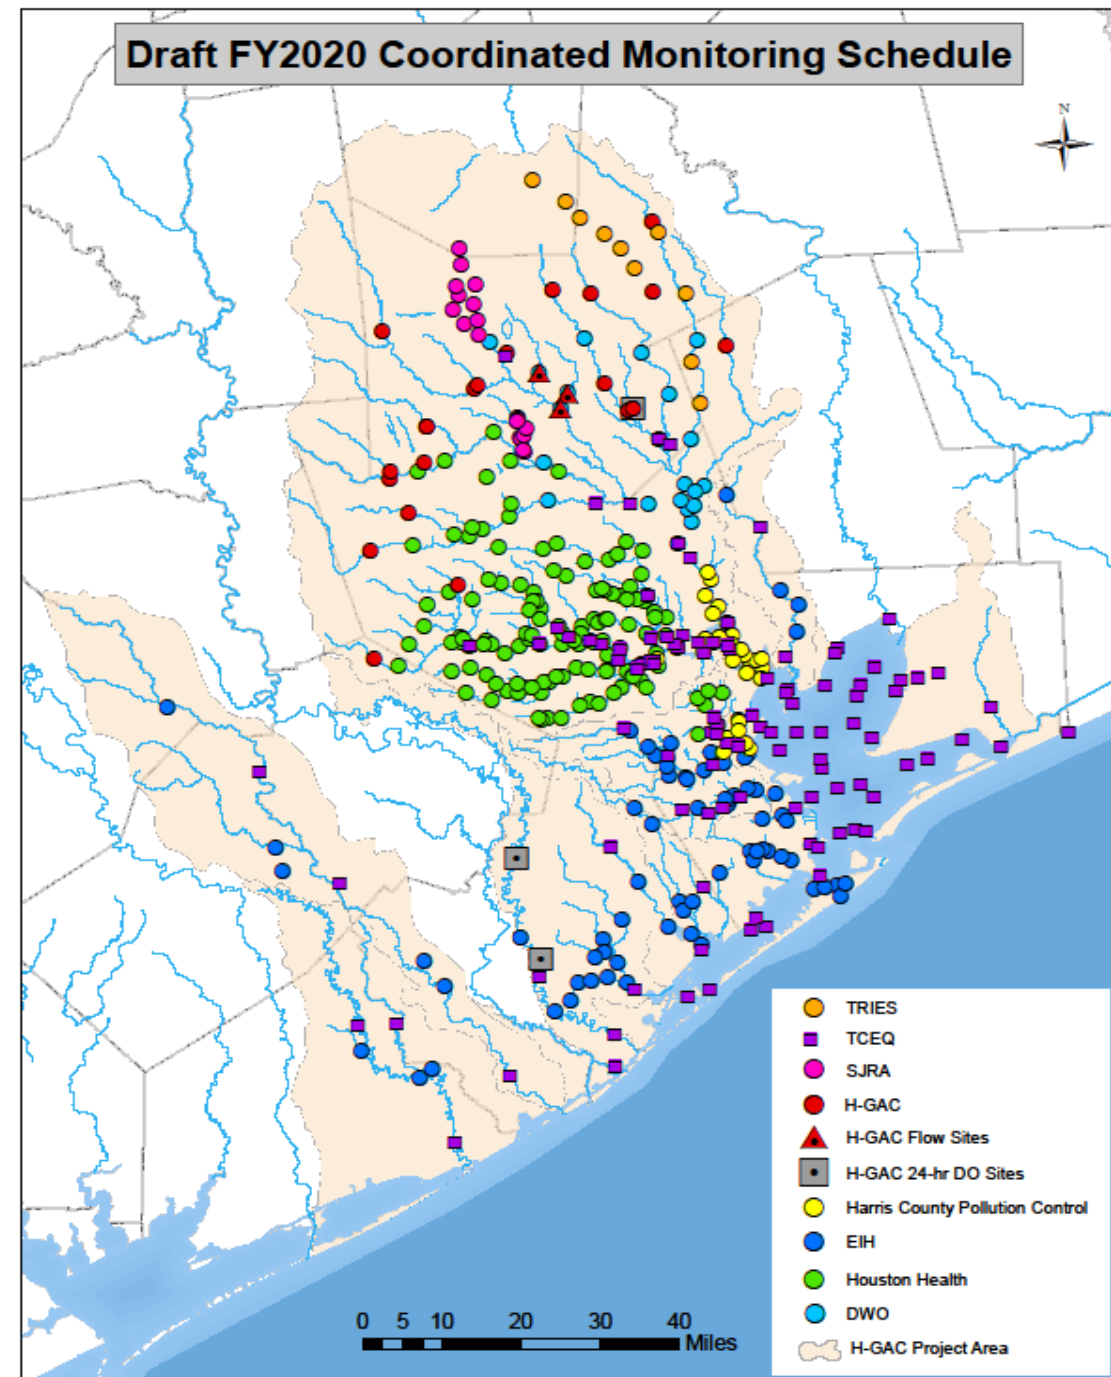 Draft FY2020 Coordinated Monitoring Schedule
N
TRIES
TCEQ
SJRA
H-GAC
H-GAC Flow Sites
H-GAC 24-hr DO Sites
Harris County Pollution Control
EIH
Houston Health
DWO
H-GAC Project Area
0 5 10 20 30 40
Miles